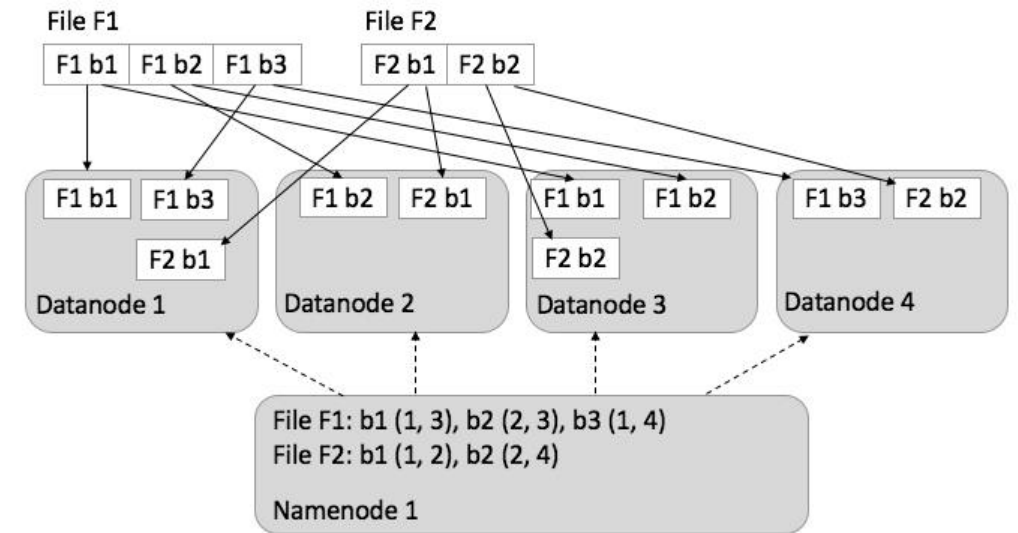 File F1
File F2
F1 b1 F1 b2 F1 b3
F2 b1 F2 b2
F1 b1 F1 b3
F2 b1
Datanode 1
F1 b2 F2 b1
Datanode 2
F1 b1 F1 b2
F2 b2
Datanode 3
F1 b3 F2 b2
Datanode 4
File F1: b1 (1, 3), b2 (2, 3), b3 (1, 4)
File F2: b1 (1, 2), b2 (2, 4)
Namenode 1